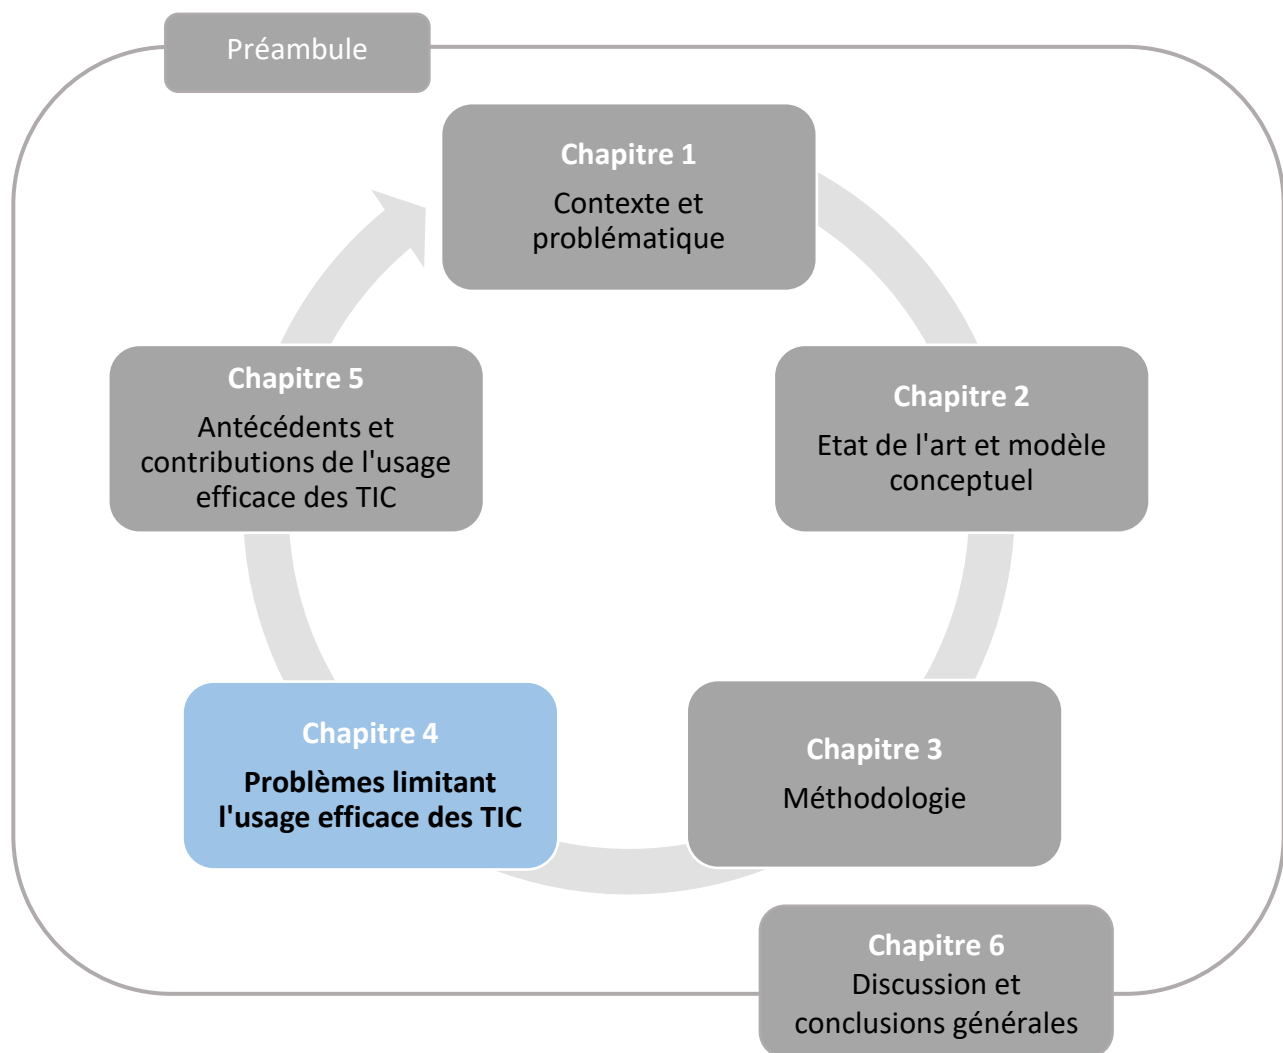 Préambule
Chapitre 1
Contexte et
problématique
Chapitre 2
Etat de l'art et modèle
conceptuel
Chapitre 3
Méthodologie
Chapitre 4
Problèmes limitant
l'usage efficace des TIC
Chapitre 5
Antécédents et
contributions de l'usage
efficace des TIC
Chapitre 6
Discussion et
conclusions générales